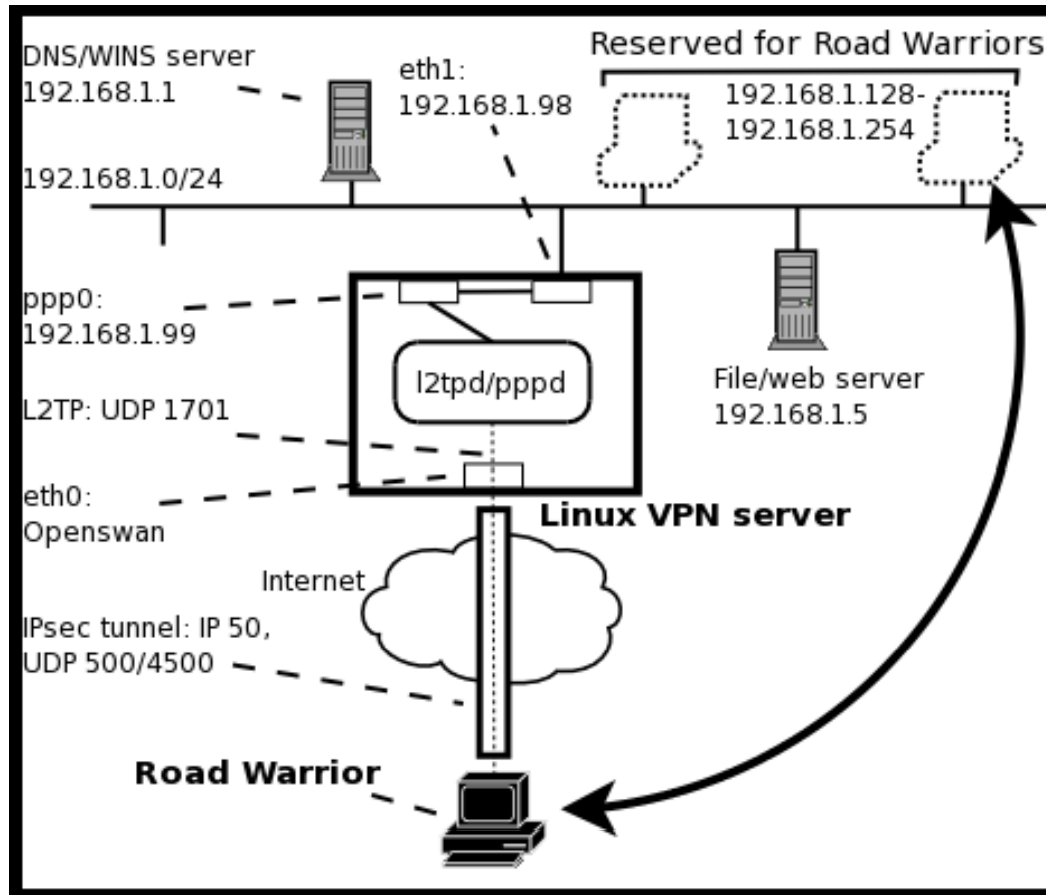 DNS/WINS server
192.168.1.1
eth1:
192.168.1.98
Reserved for Road Warriors
192.168.1.128-
192.168.1.254
192.168.1.0/24
ppp0:
192.168.1.99
l2tpd/pppd
File/web server
192.168.1.5
L2TP: UDP 1701
eth0:
Openswan
Linux VPN server
Internet
IPsec tunnel: IP 50,
UDP 500/4500
Road Warrior